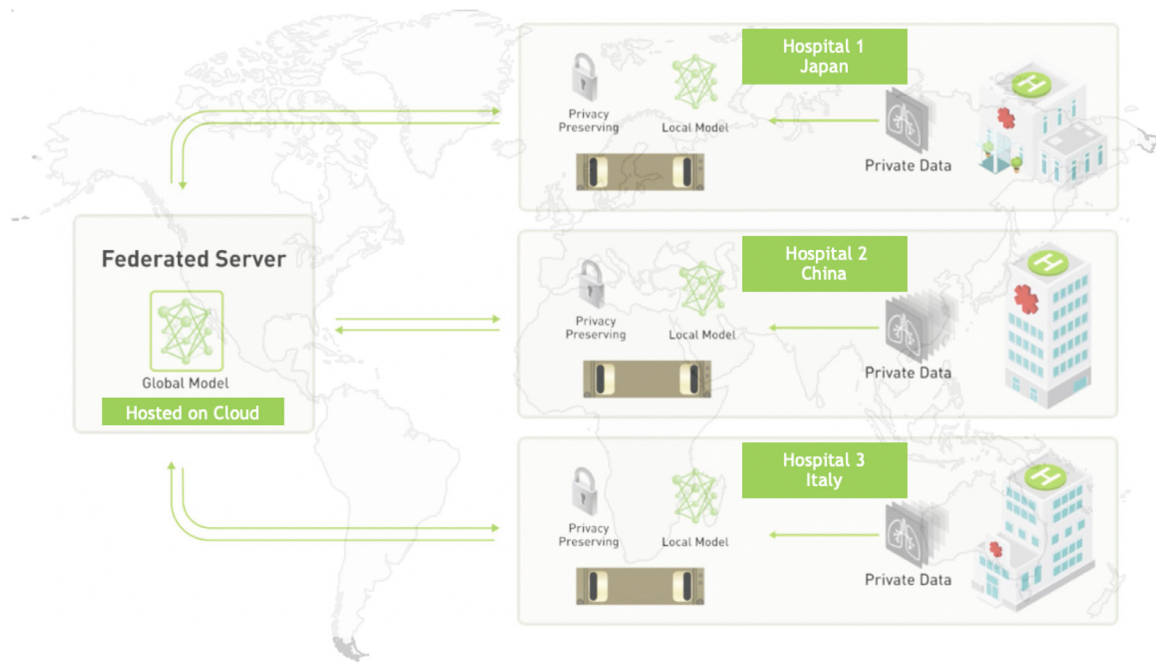 Hospital 1
Japan
Privacy
Preserving
Local Model
Private Data
Federated Server
Global Model
Hosted on Cloud
Hospital 2
China
Privacy
Preserving
Local Model
Private Data
Hospital 3
Italy
Privacy
Preserving
Local Model
Private Data